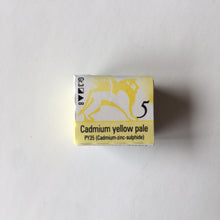 5
Cadmium yellow pale
PY35 (Cadmium-zinc-sulphide)